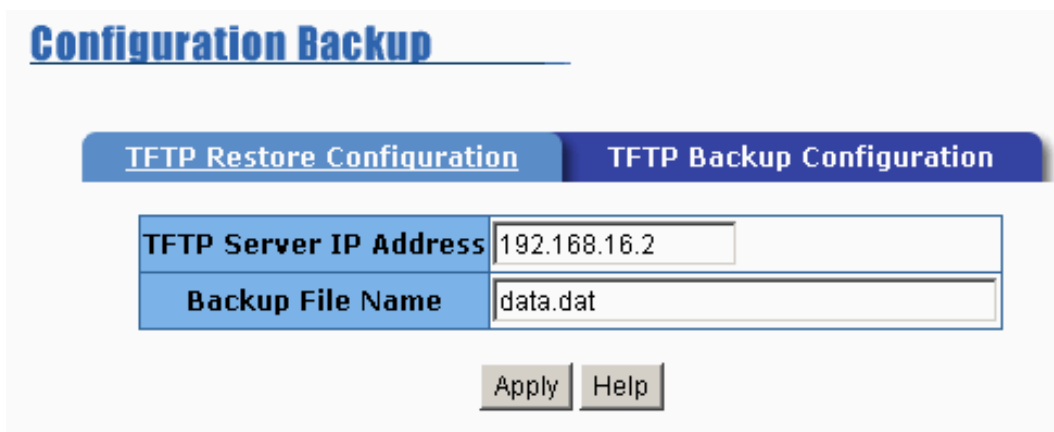 Configuration Backup
TFTP Restore Configuration TFTP Backup Configuration
TFTP Server IP Address 192.168.16.2
Backup File Name data.dat
Apply Help